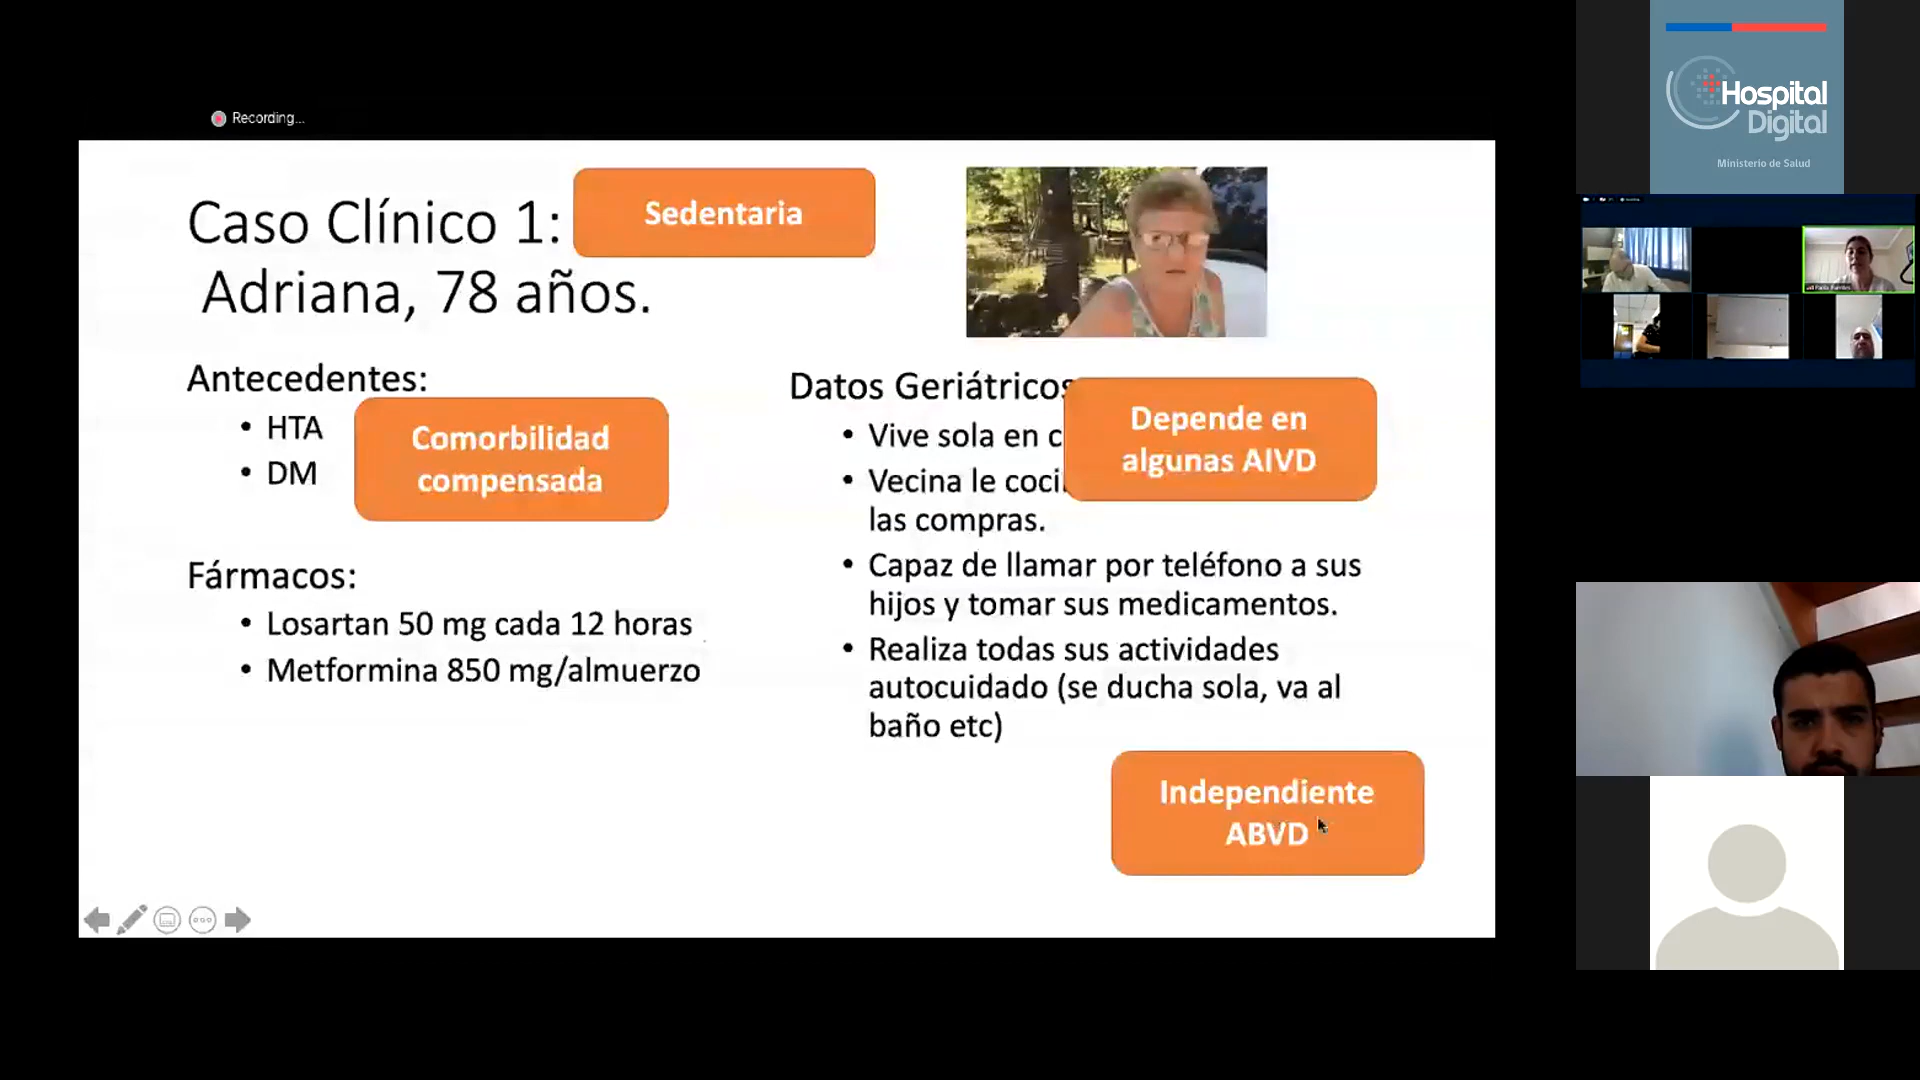 Recording...
Caso Clínico 1:
Adriana, 78 años.
Sedentaria
Antecedentes:
• HTA
• DM
Comorbilidad
compensada
Fármacos:
• Losartan 50 mg cada 12 horas
• Metformina 850 mg/almuerzo
Datos Geriátricos
• Vive sola en c
• Vecina le coci
las compras.
Depende en
algunas AIVD
• Capaz de llamar por teléfono a sus
hijos y tomar sus medicamentos.
• Realiza todas sus actividades
autocuidado (se ducha sola, va al
baño etc)
Independiente
ABVD
Hospital
Digital
Ministerio de Salud